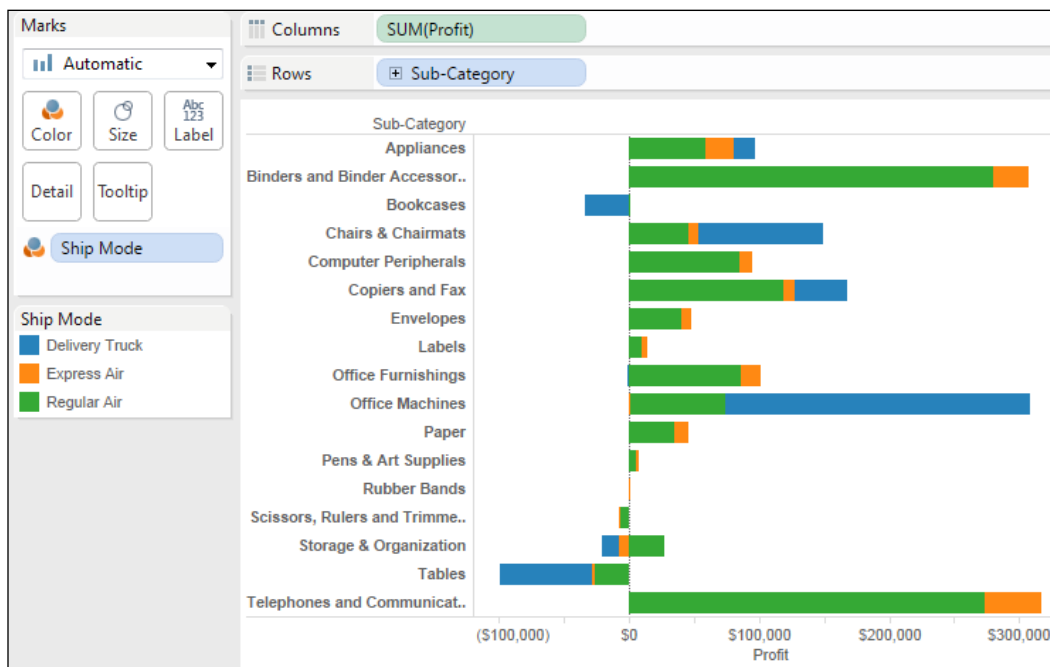 Marks
Automatic
Color
Size
Abc
123
Label
Detail
Tooltip
Ship Mode
Ship Mode
Delivery Truck
Express Air
Regular Air
Columns
SUM(Profit)
Rows
Sub-Category
Sub-Category
Appliances
Binders and Binder Accessor..
Bookcases
Chairs & Chairmats
Computer Peripherals
Copiers and Fax
Envelopes
Labels
Office Furnishings
Office Machines
Paper
Pens & Art Supplies
Rubber Bands
Scissors, Rulers and Trimme..
Storage & Organization
Tables
Telephones and Communicat..
($100,000) $0 $100,000 $200,000 $300,000
Profit